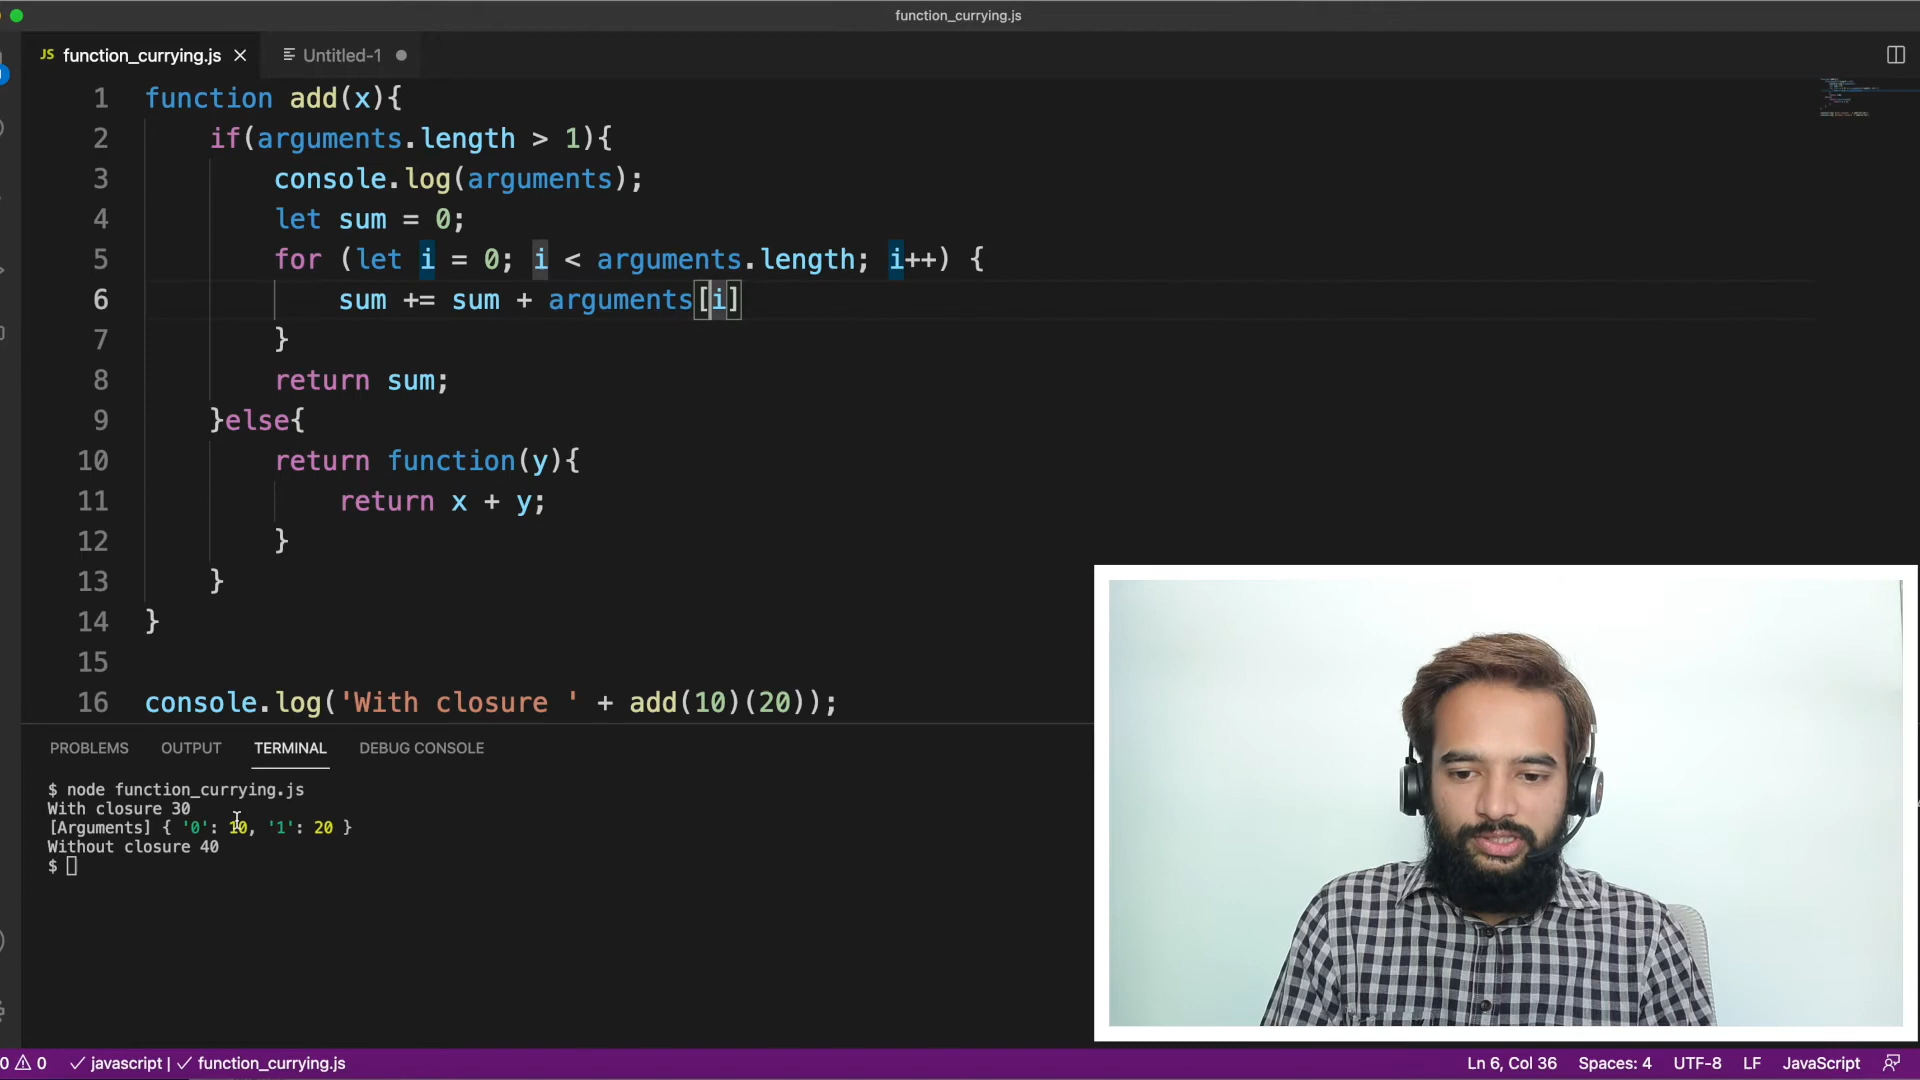 function_currying.js
JS function_currying.js × Untitled-1
1 function add(x){
2 if(arguments.length > 1){
3 console.log(arguments);
4 let sum = 0;
5 for (let i = 0; i < arguments.length; i++) {
6 sum += sum + arguments[i]
7 }
8 return sum;
9 }else{
10 return function(y){
11 return x + y;
12 }
13 }
14 }
15
16 console.log('With closure ' + add(10)(20));
PROBLEMS OUTPUT TERMINAL DEBUG CONSOLE
$ node function_currying.js
With closure 30
[Arguments] { '0': 10, '1': 20 }
Without closure 40
$
0 0 ✓ javascript | ✓ function_currying.js Ln 6, Col 36 Spaces: 4 UTF-8 LF JavaScript